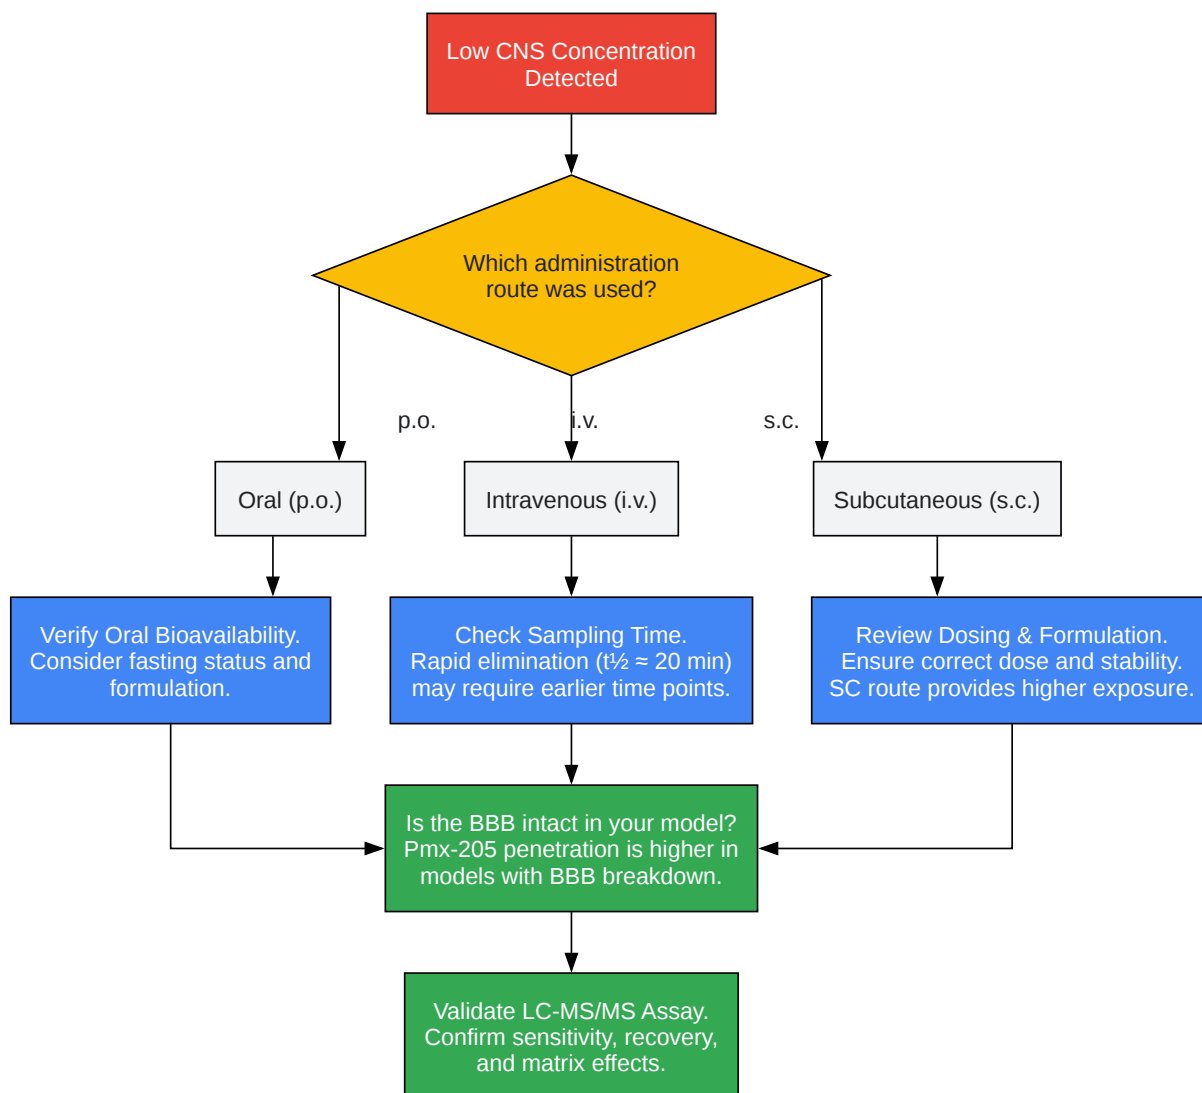 Low CNS Concentration
Detected
Which administration
route was used?
p.o.
i.v.
s.c.
Oral (p.o.)
Intravenous (i.v.)
Subcutaneous (s.c.)
Verify Oral Bioavailability.
Consider fasting status and
formulation.
Check Sampling Time.
Rapid elimination (t½ ≈ 20 min)
may require earlier time points.
Review Dosing & Formulation.
Ensure correct dose and stability.
SC route provides higher exposure.
Is the BBB intact in your model?
Pmx-205 penetration is higher in
models with BBB breakdown.
Validate LC-MS/MS Assay.
Confirm sensitivity, recovery,
and matrix effects.